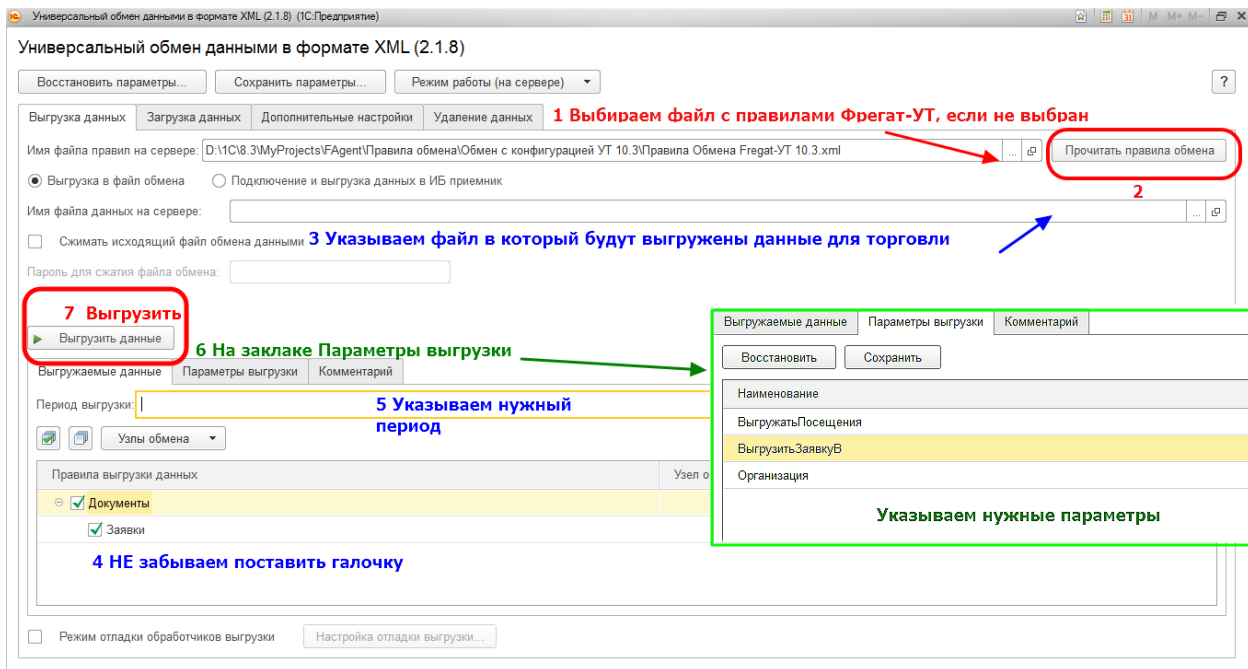 Универсальный обмен данными в формате XML (2.1.8) (1С:Предприятие)
31 M M+ M-
Универсальный обмен данными в формате XML (2.1.8)
Восстановить параметры... Сохранить параметры... Режим работы (на сервере) ?
Выгрузка данных Загрузка данных Дополнительные настройки Удаление данных 1 Выбираем файл с правилами Фрегат-УТ, если не выбран
Имя файла правил на сервере: D:\1C\8.3\MyProjects\FAgent\Правила обмена\Обмен с конфигурацией УТ 10.3\Правила Обмена Fregat-УТ 10.3.xml ... Прочитать правила обмена
Выгрузка в файл обмена Подключение и выгрузка данных в ИБ приемник
2
Имя файла данных на сервере: ...
Сжимать исходящий файл обмена данными 3 Указываем файл в который будут выгружены данные для торговли
Пароль для сжатия файла обмена:
7 Выгрузить
Выгрузить данные
6 На заклаке Параметры выгрузки
Выгружаемые данные Параметры выгрузки Комментарий
Период выгрузки: 5 Указываем нужный
период
Узлы обмена
Правила выгрузки данных Узел о
Документы
Заявки
4 НЕ забываем поставить галочку
Выгружаемые данные Параметры выгрузки Комментарий
Восстановить Сохранить
Наименование
ВыгружатьПосещения
ВыгрузитьЗаявкуВ
Организация
Указываем нужные параметры
Режим отладки обработчиков выгрузки Настройка отладки выгрузки...